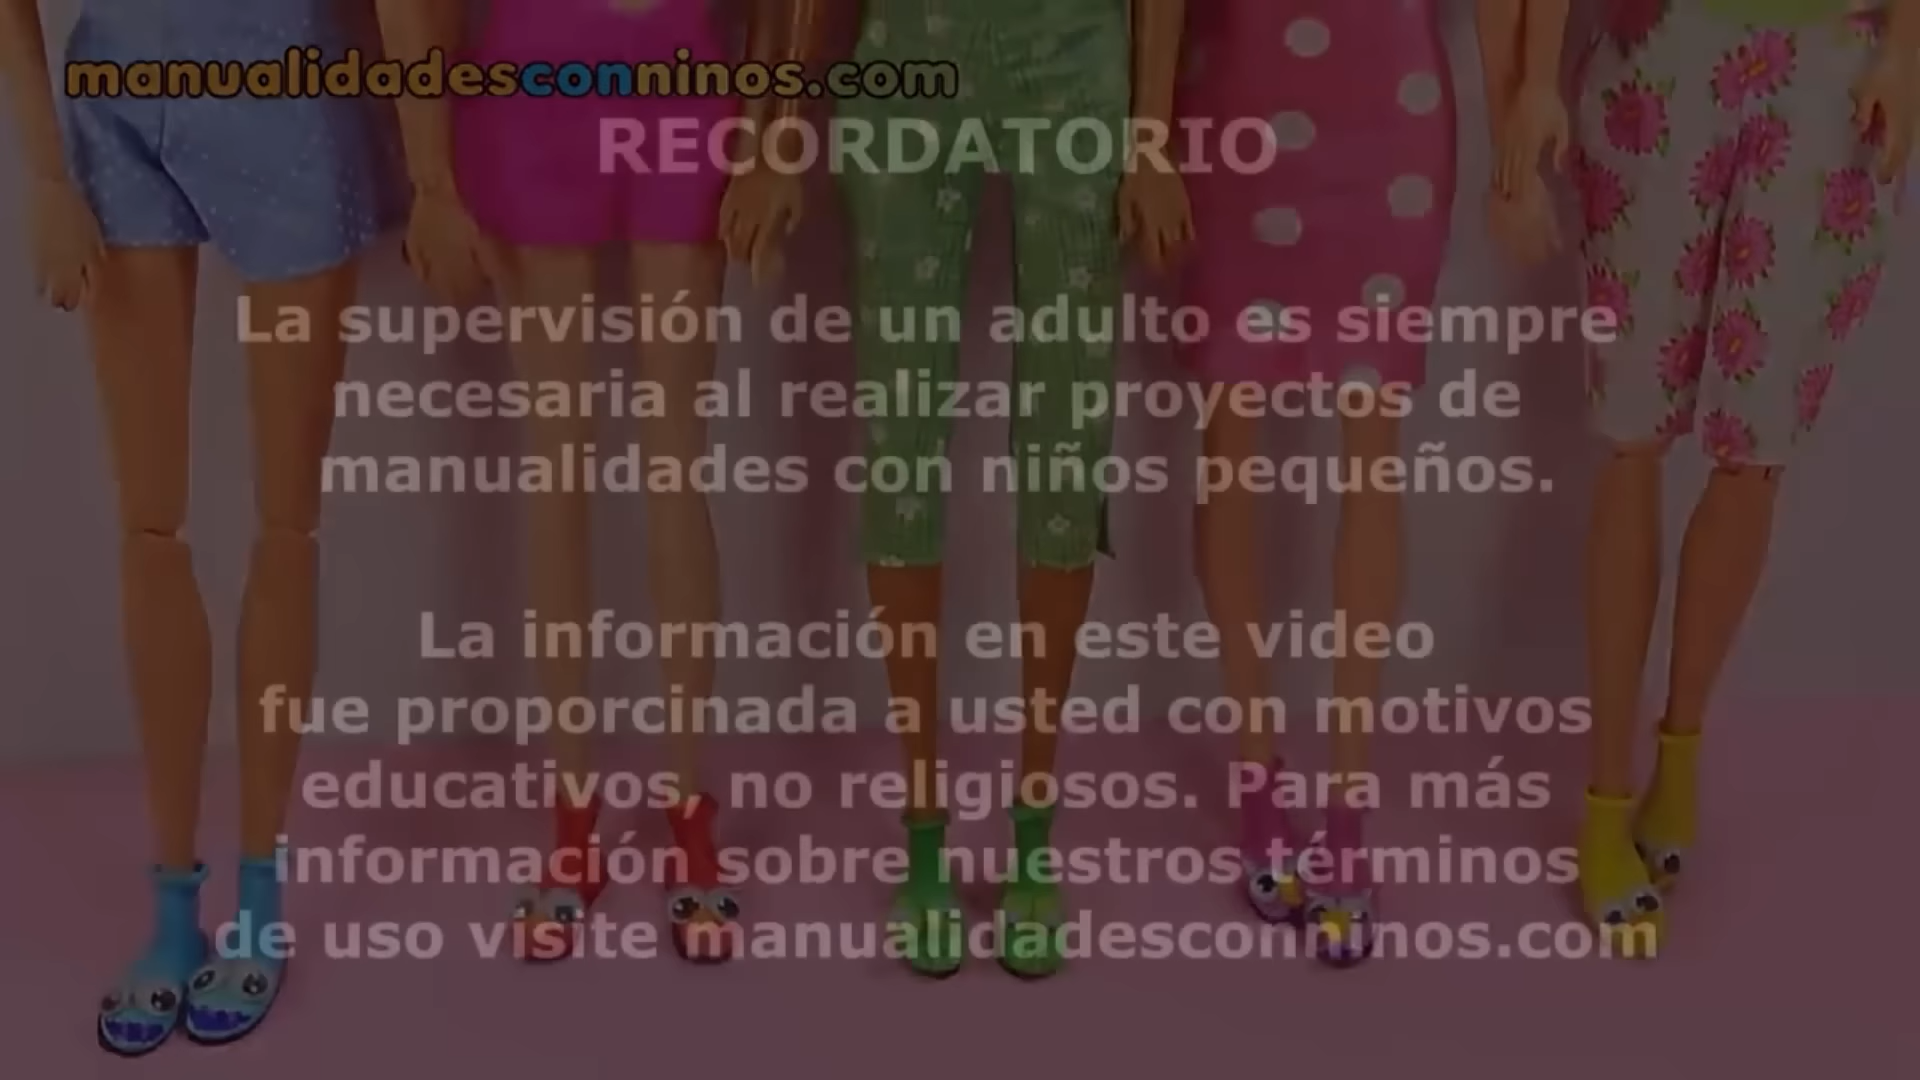 manualidadesconninos.com
RECORDATORIO
La supervisión de un adulto es siempre
necesaria al realizar proyectos de
manualidades con niños pequeños.
La información en este video
fue proporcinada a usted con motivos
educativos, no religiosos. Para más
información sobre nuestros términos
de uso visite manualidadesconninos.com